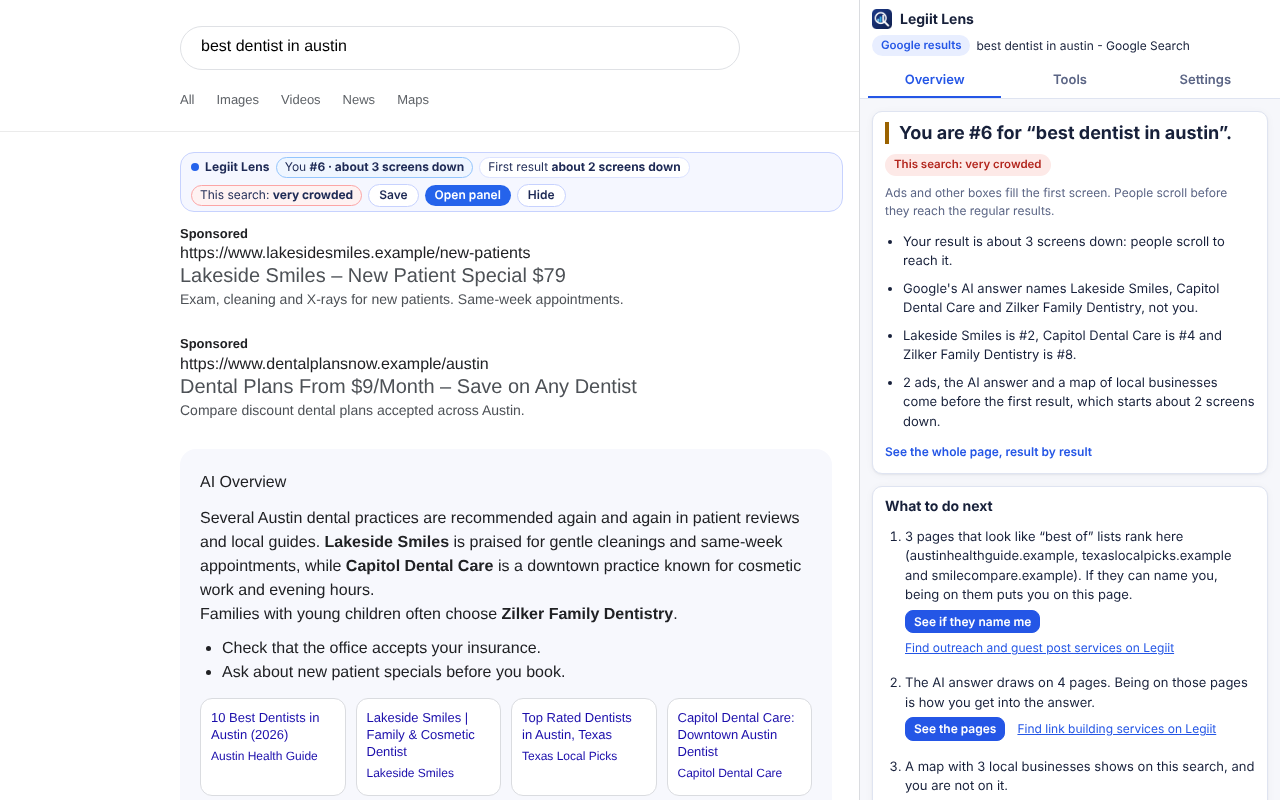 best dentist in austin
All Images Videos News Maps
Legiit Lens You #6 · about 3 screens down First result about 2 screens down
This search: very crowded Save Open panel Hide
Sponsored
https://www.lakesidesmiles.example/new-patients
Lakeside Smiles – New Patient Special $79
Exam, cleaning and X-rays for new patients. Same-week appointments.
Sponsored
https://www.dentalplansnow.example/austin
Dental Plans From $9/Month – Save on Any Dentist
Compare discount dental plans accepted across Austin.
AI Overview
Several Austin dental practices are recommended again and again in patient reviews
and local guides. Lakeside Smiles is praised for gentle cleanings and same-week
appointments, while Capitol Dental Care is a downtown practice known for cosmetic
work and evening hours.
Families with young children often choose Zilker Family Dentistry.
• Check that the office accepts your insurance.
• Ask about new patient specials before you book.
10 Best Dentists in
Austin (2026)
Austin Health Guide
Lakeside Smiles |
Family & Cosmetic
Dentist
Lakeside Smiles
Top Rated Dentists
in Austin, Texas
Texas Local Picks
Capitol Dental Care:
Downtown Austin
Dentist
Capitol Dental Care
Legiit Lens
Google results best dentist in austin - Google Search
Overview Tools Settings
You are #6 for “best dentist in austin”.
This search: very crowded
Ads and other boxes fill the first screen. People scroll before
they reach the regular results.
• Your result is about 3 screens down: people scroll to
reach it.
• Google's AI answer names Lakeside Smiles, Capitol
Dental Care and Zilker Family Dentistry, not you.
• Lakeside Smiles is #2, Capitol Dental Care is #4 and
Zilker Family Dentistry is #8.
• 2 ads, the AI answer and a map of local businesses
come before the first result, which starts about 2 screens
down.
See the whole page, result by result
What to do next
1. 3 pages that look like “best of” lists rank here
(austinhealthguide.example, texaslocalpicks.example
and smilecompare.example). If they can name you,
being on them puts you on this page.
See if they name me
Find outreach and guest post services on Legiit
2. The AI answer draws on 4 pages. Being on those pages
is how you get into the answer.
See the pages Find link building services on Legiit
3. A map with 3 local businesses shows on this search, and
you are not on it.